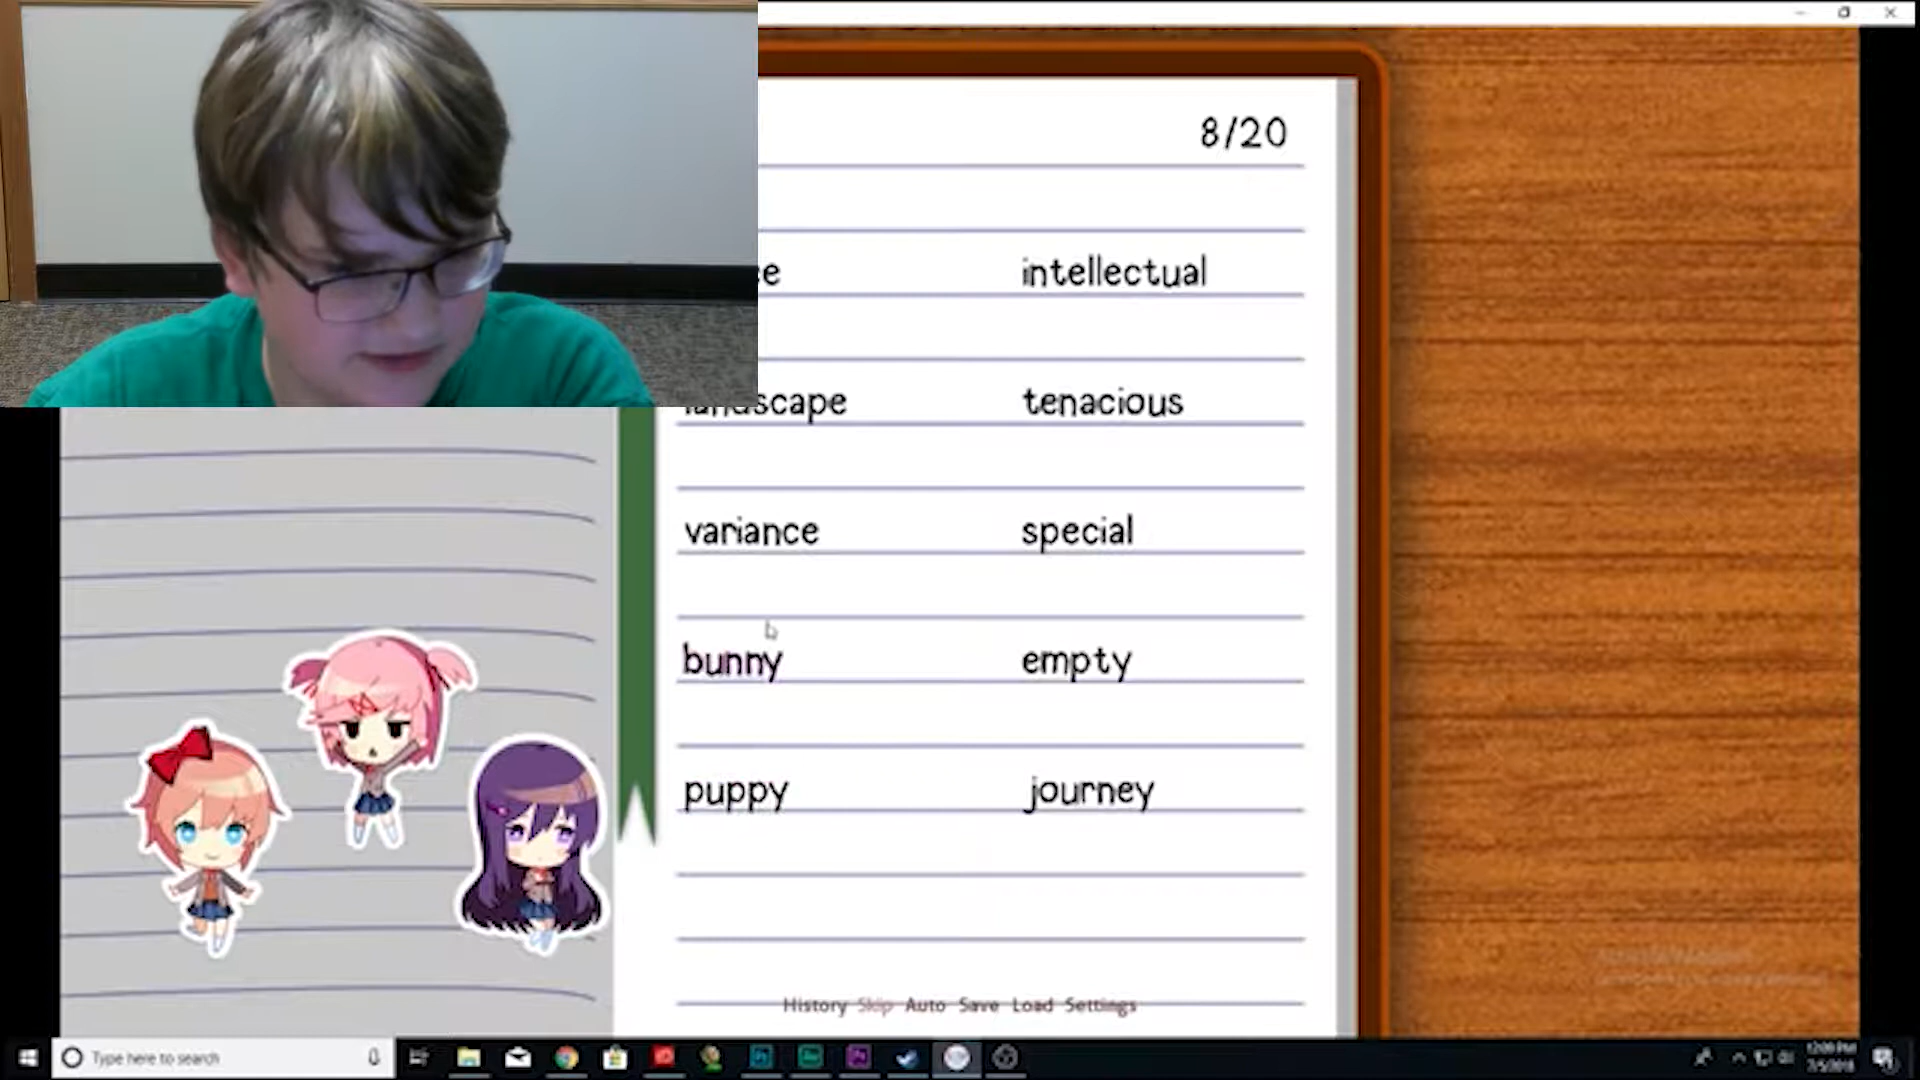 8/20
intellectual
tenacious
variance special
bunny empty
puppy journey
History Skip Auto Save Load Settings
Type here to search